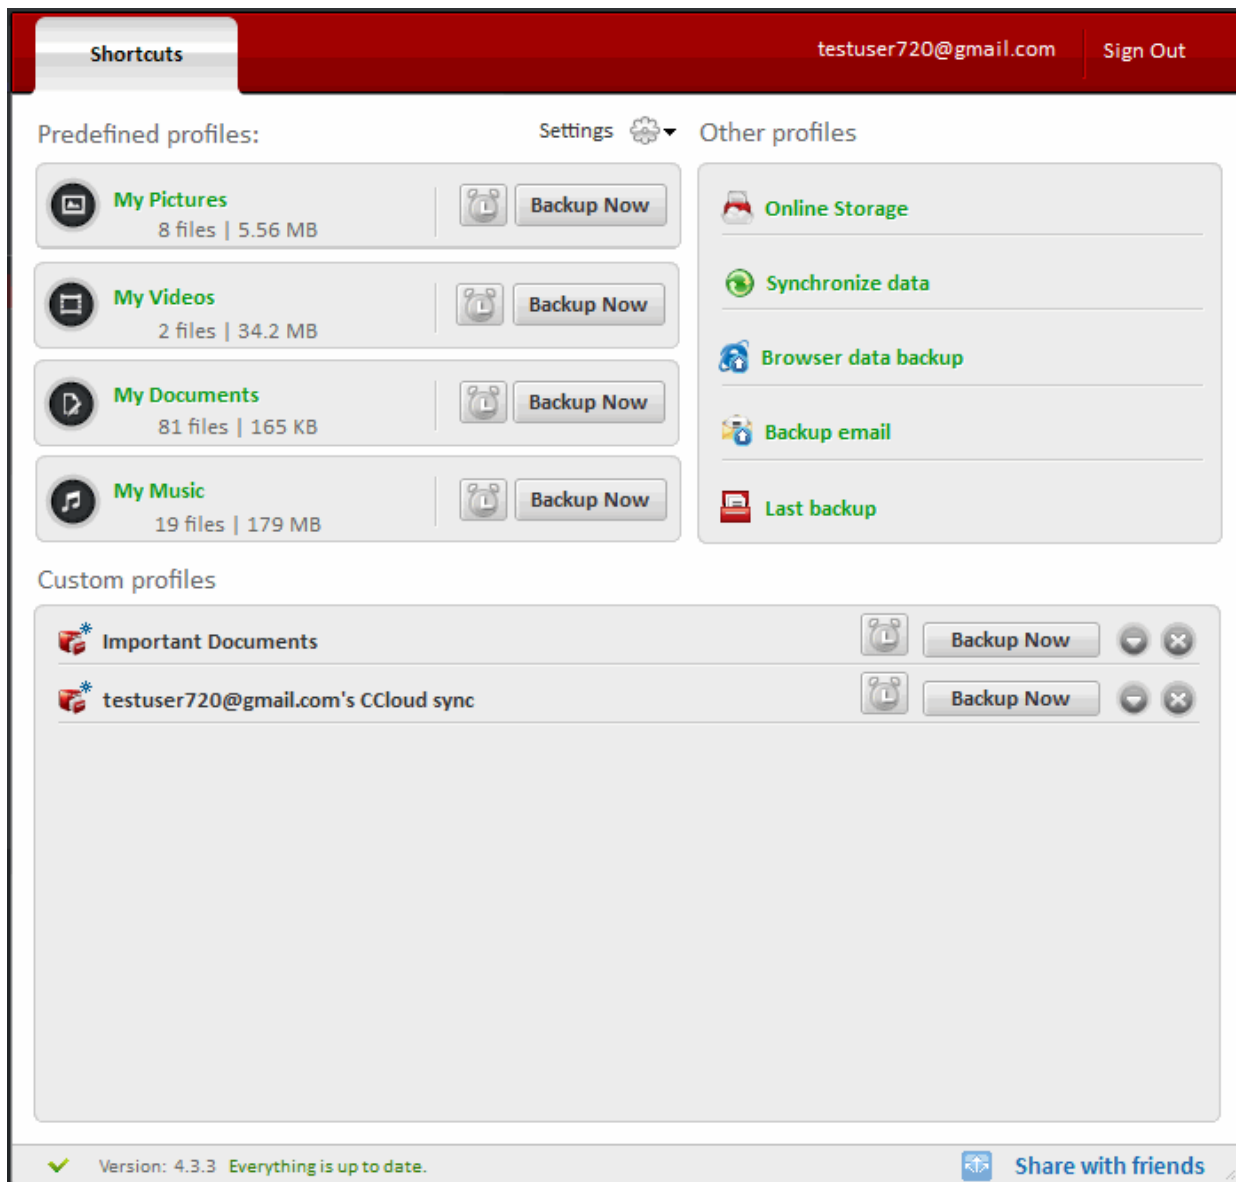 Shortcuts
testuser720@gmail.com
Sign Out
Predefined profiles:
Settings
My Pictures
8 files | 5.56 MB
Backup Now
My Videos
2 files | 34.2 MB
Backup Now
My Documents
81 files | 165 KB
Backup Now
My Music
19 files | 179 MB
Backup Now
Other profiles
Online Storage
Synchronize data
Browser data backup
Backup email
Last backup
Custom profiles
Important Documents
Backup Now
testuser720@gmail.com's CCloud sync
Backup Now
Version: 4.3.3 Everything is up to date.
Share with friends